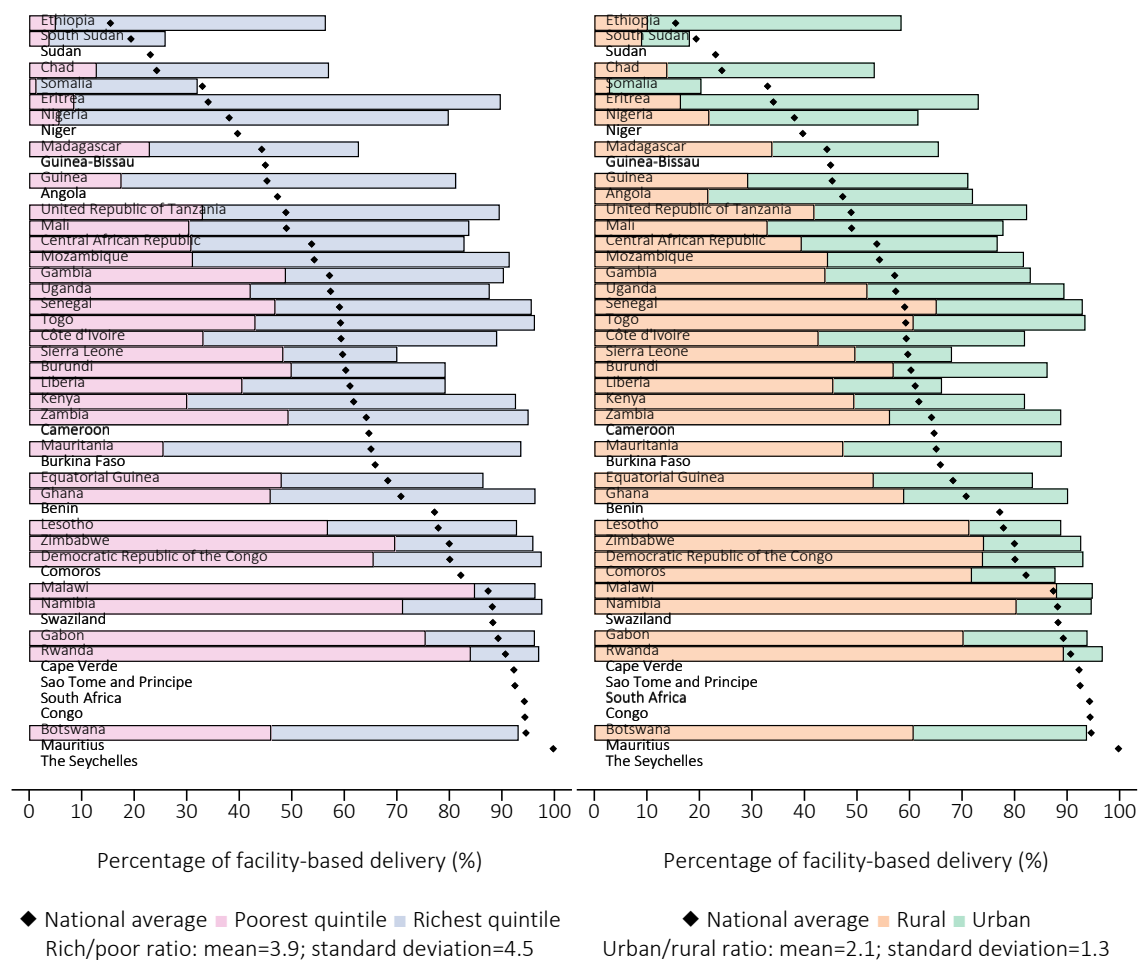 Ethiopia
South Sudan
Sudan
Chad
Somalia
Eritrea
Nigeria
Niger
Madagascar
Guinea-Bissau
Guinea
Angola
United Republic of Tanzania
Mali
Central African Republic
Mozambique
Gambia
Uganda
Senegal
Togo
Côte d'Ivoire
Sierra Leone
Burundi
Liberia
Kenya
Zambia
Cameroon
Mauritania
Burkina Faso
Equatorial Guinea
Ghana
Benin
Lesotho
Zimbabwe
Democratic Republic of the Congo
Comoros
Malawi
Namibia
Swaziland
Gabon
Rwanda
Cape Verde
Sao Tome and Principe
South Africa
Congo
Botswana
Mauritius
The Seychelles
0 10 20 30 40 50 60 70 80 90 100
Percentage of facility-based delivery (%)
National average Poorest quintile Richest quintile
Rich/poor ratio: mean=3.9; standard deviation=4.5
Ethiopia
South Sudan
Sudan
Chad
Somalia
Eritrea
Nigeria
Niger
Madagascar
Guinea-Bissau
Guinea
Angola
United Republic of Tanzania
Mali
Central African Republic
Mozambique
Gambia
Uganda
Senegal
Togo
Côte d'Ivoire
Sierra Leone
Burundi
Liberia
Kenya
Zambia
Cameroon
Mauritania
Burkina Faso
Equatorial Guinea
Ghana
Benin
Lesotho
Zimbabwe
Democratic Republic of the Congo
Comoros
Malawi
Namibia
Swaziland
Gabon
Rwanda
Cape Verde
Sao Tome and Principe
South Africa
Congo
Botswana
Mauritius
The Seychelles
0 10 20 30 40 50 60 70 80 90 100
Percentage of facility-based delivery (%)
National average Rural Urban
Urban/rural ratio: mean=2.1; standard deviation=1.3